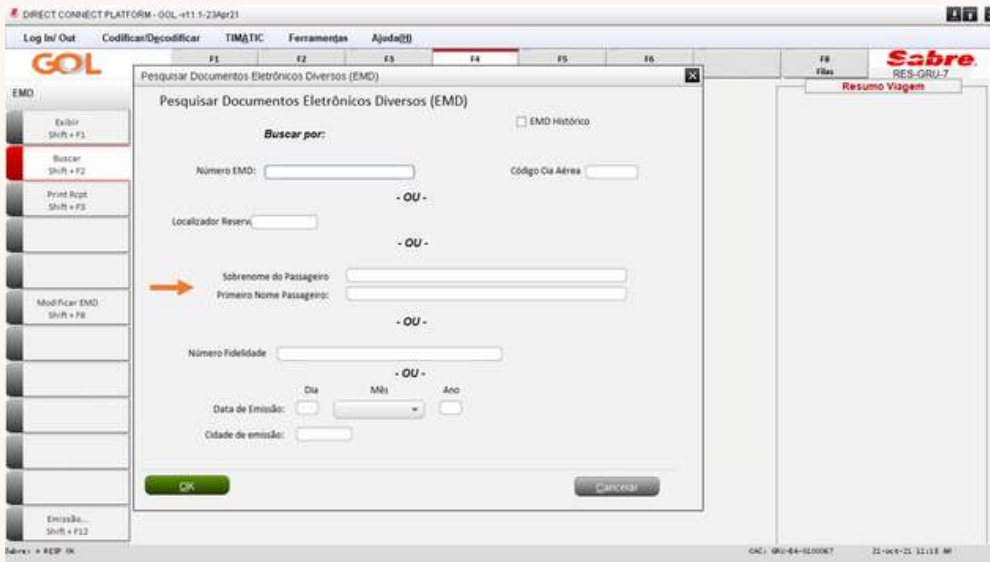 DIRECT CONNECT PLATFORM - GOL -v11.1-23Apr21
Log In/ Out Codificar/Decodificar TIMATIC Ferramentas Ajuda(H)
GOL
F1 F2 F3 F4 F5 F6 F8 Filas
Sabre.
RES-GRU-7
EMD
Pesquisar Documentos Eletrônicos Diversos (EMD)
Resumo Viagem
Pesquisar Documentos Eletrônicos Diversos (EMD)
Exibir
Shift + F1
Buscar por:
EMD Histórico
Buscar
Shift + F2
Número EMD:
Código Cia Aérea
Print Rcpt
Shift + F3
- OU -
Localizador Reserv
- OU -
Sobrenome do Passageiro
Primeiro Nome Passageiro:
Modificar EMD
Shift + F6
- OU -
Número Fidelidade
- OU -
Dia Mês Ano
Data de Emissão:
Cidade de emissão:
OK
Cancelar
Emissão...
Shift + F12
RESP OK